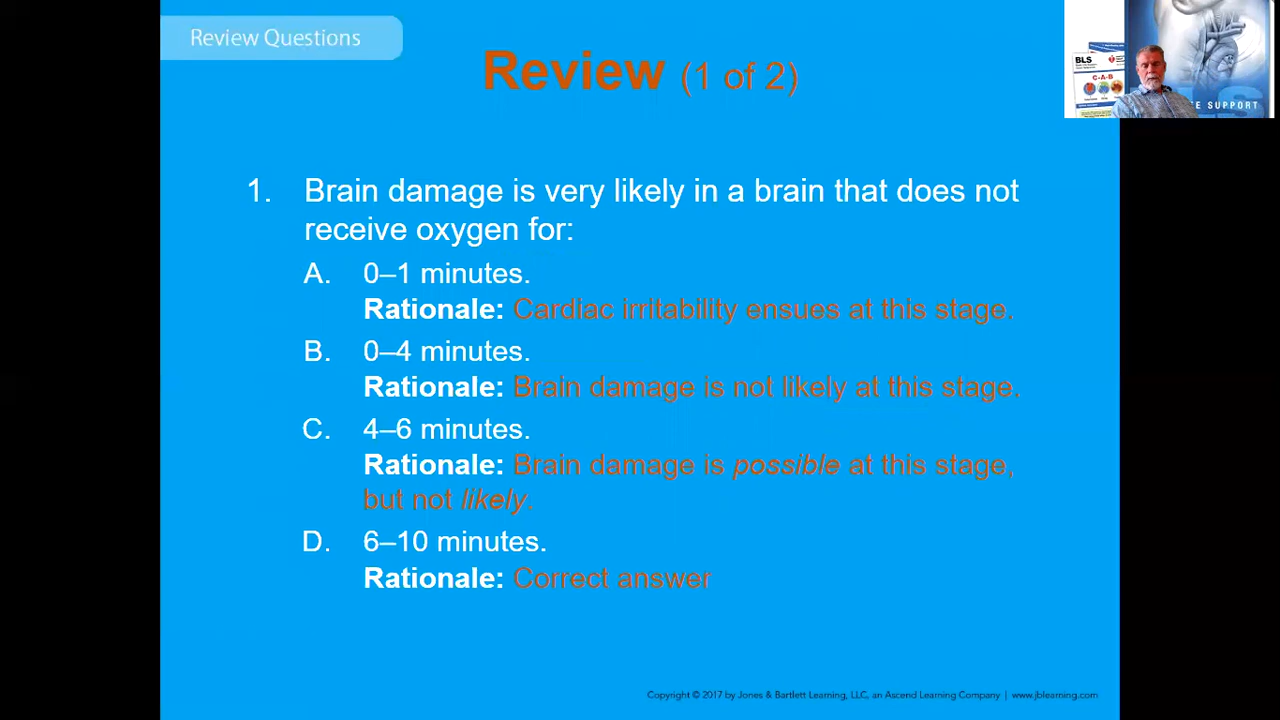 Review Questions
Review (1 of 2)
BLS
C-A-B
E SUPPORT
LS
1. Brain damage is very likely in a brain that does not
receive oxygen for:
A. 0–1 minutes.
Rationale: Cardiac irritability ensues at this stage.
B. 0–4 minutes.
Rationale: Brain damage is not likely at this stage.
C. 4–6 minutes.
Rationale: Brain damage is possible at this stage,
but not likely.
D. 6–10 minutes.
Rationale: Correct answer
Copyright © 2017 by Jones & Bartlett Learning, LLC, an Ascend Learning Company | www.jblearning.com